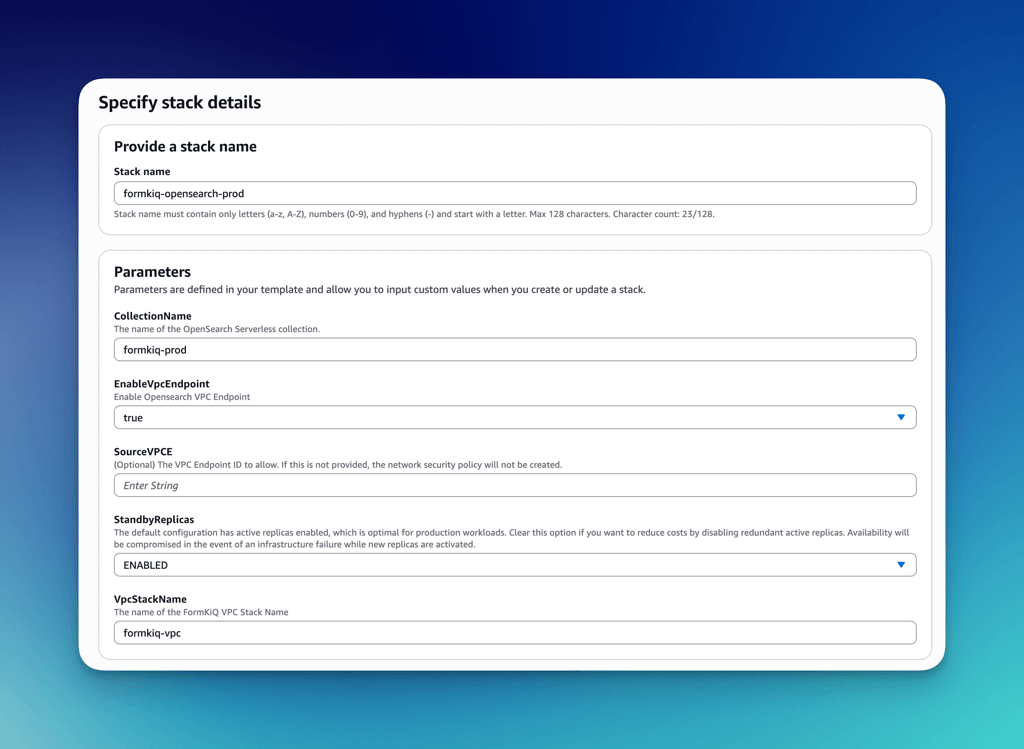 Specify stack details
Provide a stack name
Stack name
formkiq-opensearch-prod
Stack name must contain only letters (a-z, A-Z), numbers (0-9), and hyphens (-) and start with a letter. Max 128 characters. Character count: 23/128.
Parameters
Parameters are defined in your template and allow you to input custom values when you create or update a stack.
CollectionName
The name of the OpenSearch Serverless collection.
formkiq-prod
EnableVpcEndpoint
Enable Opensearch VPC Endpoint
true
SourceVPCE
(Optional) The VPC Endpoint ID to allow. If this is not provided, the network security policy will not be created.
Enter String
StandbyReplicas
The default configuration has active replicas enabled, which is optimal for production workloads. Clear this option if you want to reduce costs by disabling redundant active replicas. Availability will
be compromised in the event of an infrastructure failure while new replicas are activated.
ENABLED
VpcStackName
The name of the FormKiQ VPC Stack Name
formkiq-vpc